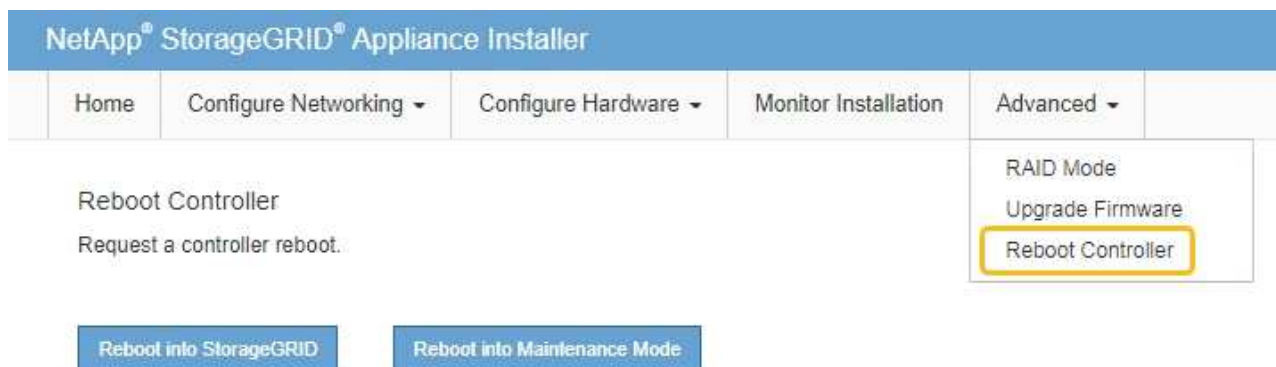 NetApp® StorageGRID® Appliance Installer
Home Configure Networking Configure Hardware Monitor Installation Advanced
RAID Mode
Upgrade Firmware
Reboot Controller
Reboot Controller
Request a controller reboot.
Reboot into StorageGRID Reboot into Maintenance Mode